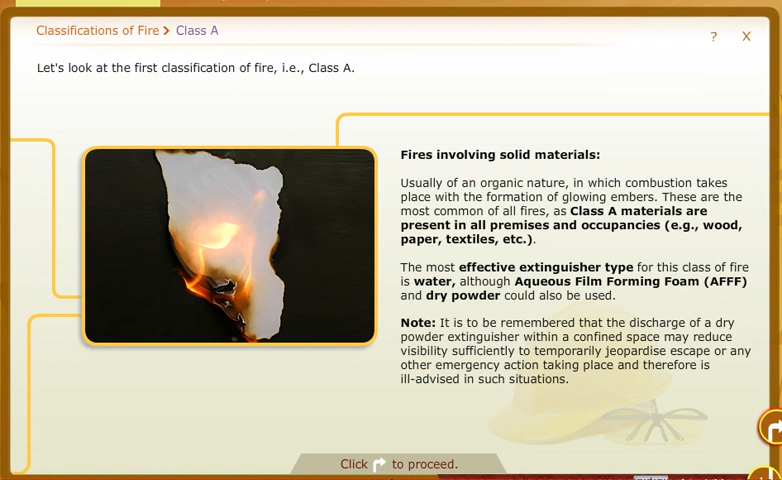 Classifications of Fire > Class A
? X
Let's look at the first classification of fire, i.e., Class A.
Fires involving solid materials:
Usually of an organic nature, in which combustion takes
place with the formation of glowing embers. These are the
most common of all fires, as Class A materials are
present in all premises and occupancies (e.g., wood,
paper, textiles, etc.).
The most effective extinguisher type for this class of fire
is water, although Aqueous Film Forming Foam (AFFF)
and dry powder could also be used.
Note: It is to be remembered that the discharge of a dry
powder extinguisher within a confined space may reduce
visibility sufficiently to temporarily jeopardise escape or any
other emergency action taking place and therefore is
ill-advised in such situations.
Click to proceed.